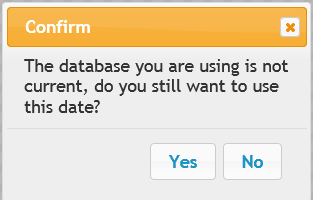 Confirm
The database you are using is not
current, do you still want to use
this date?
Yes No